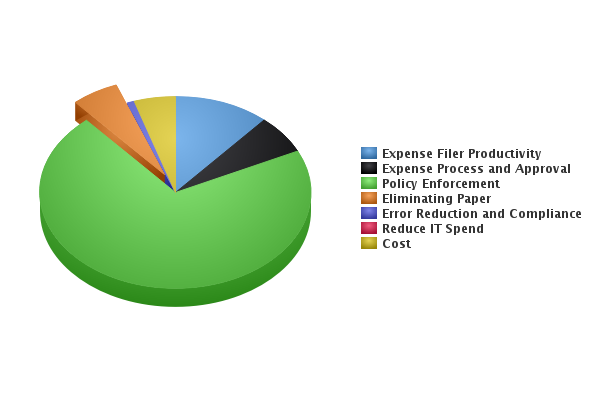 Expense Filer Productivity
Expense Process and Approval
Policy Enforcement
Eliminating Paper
Error Reduction and Compliance
Reduce IT Spend
Cost